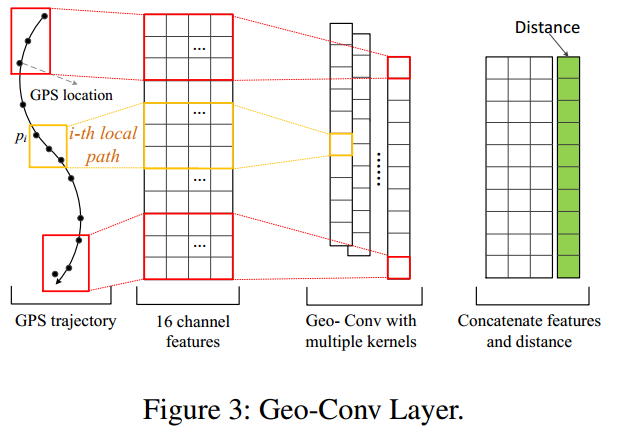 Distance
...
GPS location
...
pi
i-th local
path
...
...
GPS trajectory
16 channel
features
Geo- Conv with
multiple kernels
Concatenate features
and distance
Figure 3: Geo-Conv Layer.